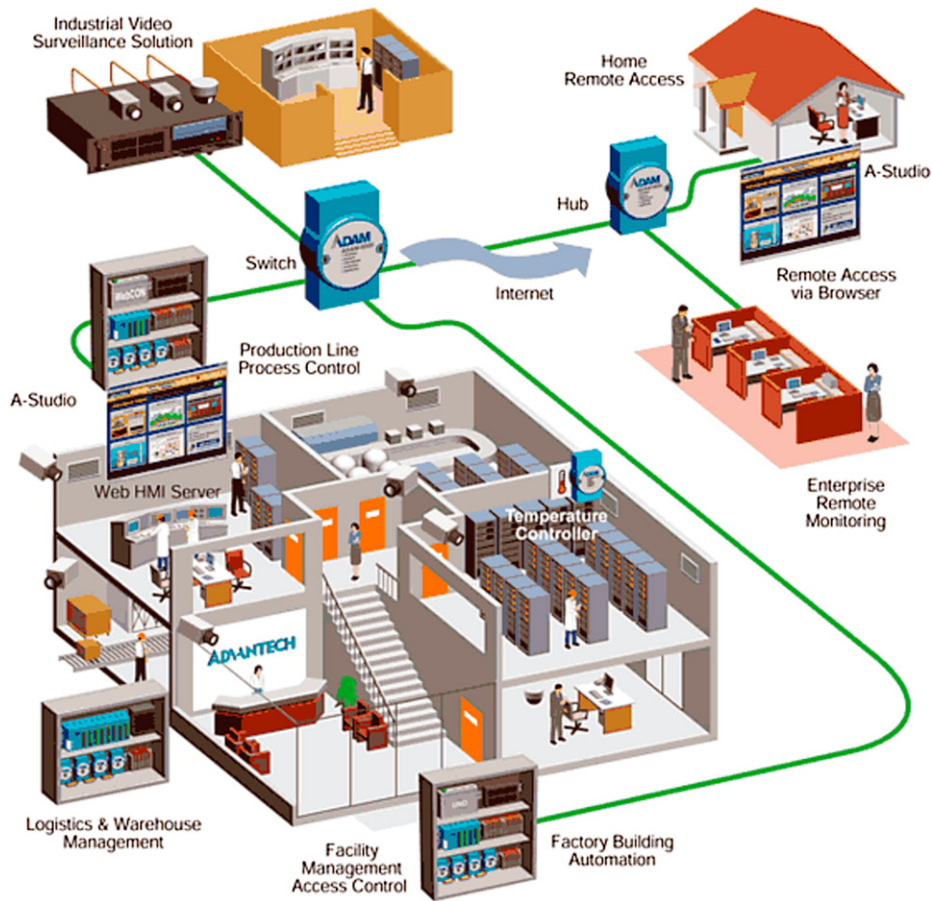 Industrial Video
Surveillance Solution
Home
Remote Access
A-Studio
Hub
ADAM
ADAM
Switch
Internet
Remote Access
via Browser
WebCON
Production Line
Process Control
A-Studio
Web HMI Server
Temperature
Controller
Enterprise
Remote
Monitoring
ADVANTECH
UNO
Logistics & Warehouse
Management
Facility
Management
Access Control
Factory Building
Automation